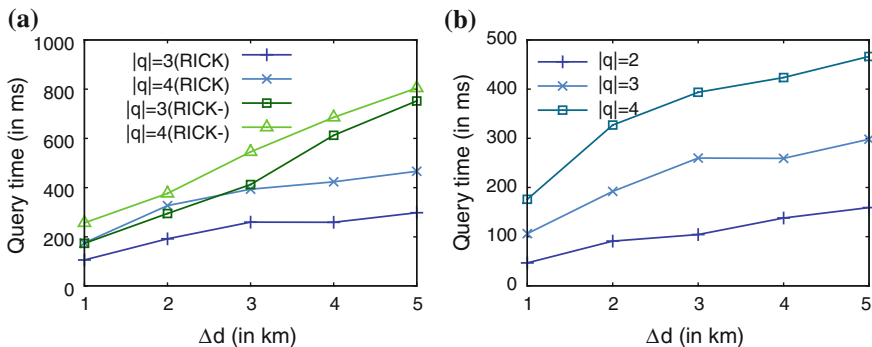 (a)
1000
800
600
400
200
0
Query time (in ms)
|q|=3(RICK)
|q|=4(RICK)
|q|=3(RICK-)
|q|=4(RICK-)
1 2 3 4 5
Δd (in km)
(b)
500
400
300
200
100
0
Query time (in ms)
|q|=2
|q|=3
|q|=4
1 2 3 4 5
Δd (in km)